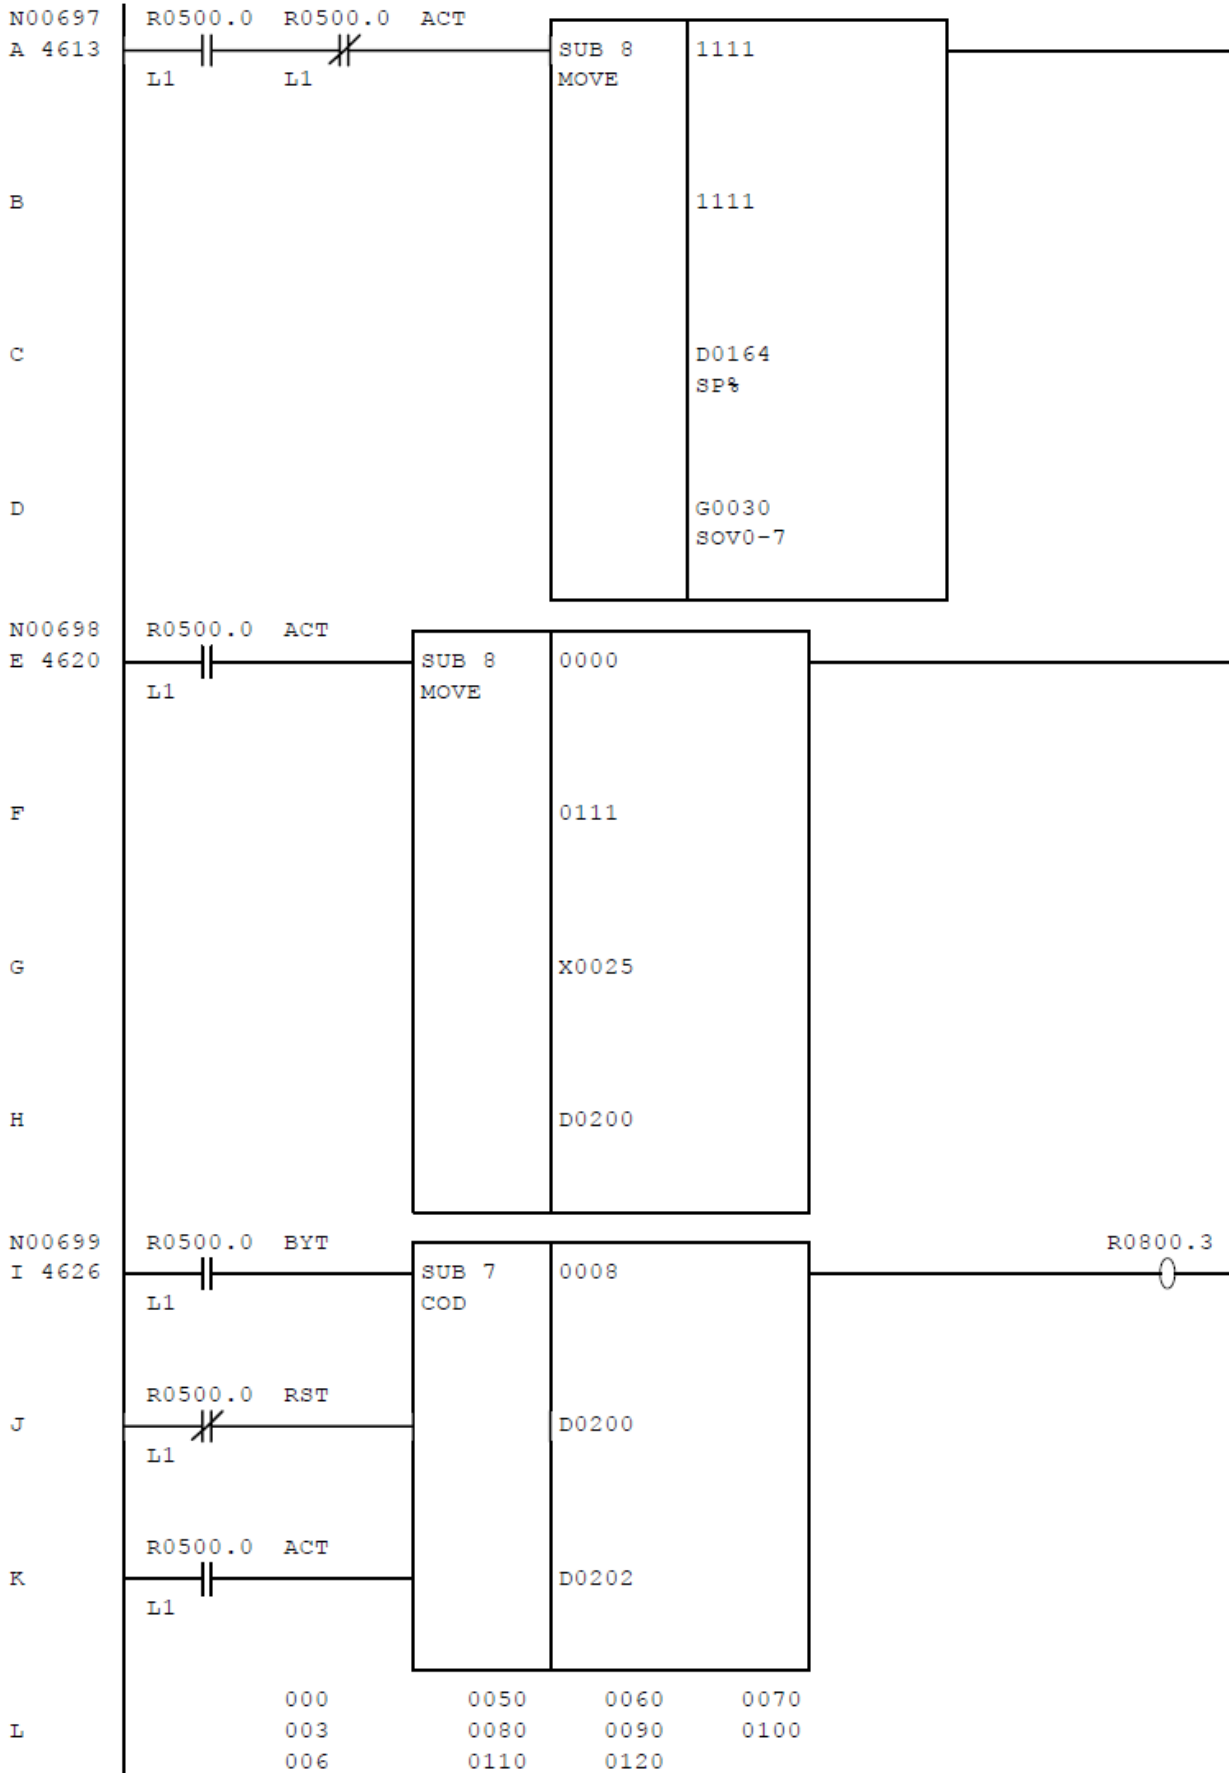 N00697 R0500.0 R0500.0 ACT
A 4613 SUB 8 1111
L1 L1 MOVE
B 1111
C D0164
SP%
D G0030
SOV0-7
N00698 R0500.0 ACT
E 4620 SUB 8 0000
L1 MOVE
F 0111
G X0025
H D0200
N00699 R0500.0 BYT R0800.3
I 4626 SUB 7 0008
L1 COD
R0500.0 RST
J D0200
L1
R0500.0 ACT
K D0202
L1
000 0050 0060 0070
L 003 0080 0090 0100
006 0110 0120